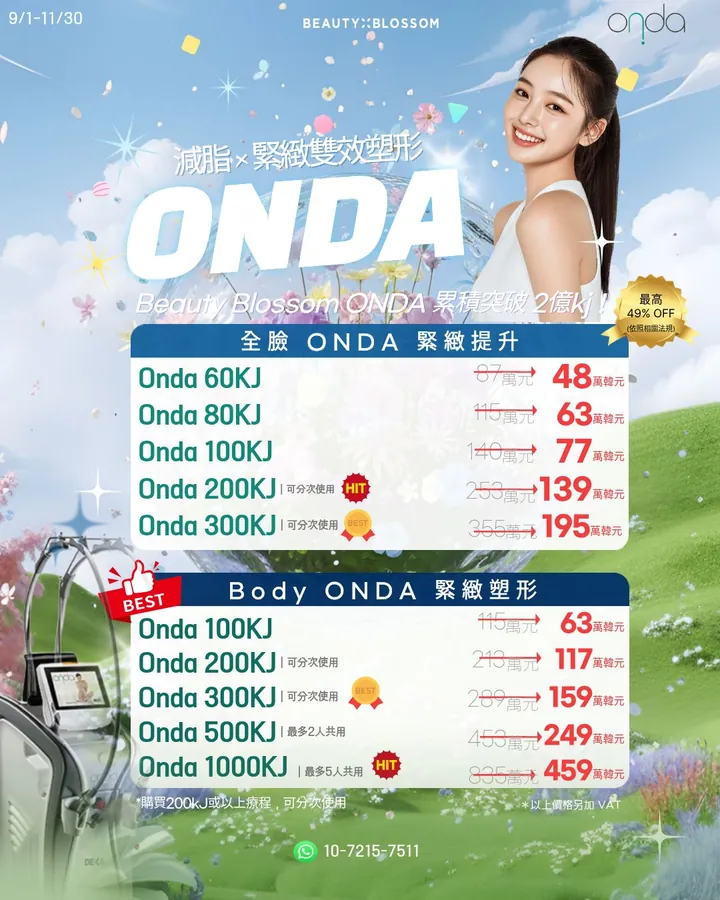 9/1-11/30
BEAUTY BLOSSOM
onda
減脂 × 緊緻雙效塑形
ONDA
Beauty Blossom ONDA 累積突破 2億kj！
最高
49% OFF
(依照相關法規)
全臉 ONDA 緊緻提升
Onda 60KJ 87萬元 48萬韓元
Onda 80KJ 115萬元 63萬韓元
Onda 100KJ 140萬元 77萬韓元
Onda 200KJ | 可分次使用 HIT 253萬元 139萬韓元
Onda 300KJ | 可分次使用 BEST 355萬元 195萬韓元
BEST
Body ONDA 緊緻塑形
Onda 100KJ 115萬元 63萬韓元
Onda 200KJ | 可分次使用 213萬元 117萬韓元
Onda 300KJ | 可分次使用 BEST 289萬元 159萬韓元
Onda 500KJ | 最多2人共用 453萬元 249萬韓元
Onda 1000KJ | 最多5人共用 HIT 835萬元 459萬韓元
*購買200kJ或以上療程，可分次使用
*以上價格另加 VAT
10-7215-7511
onda